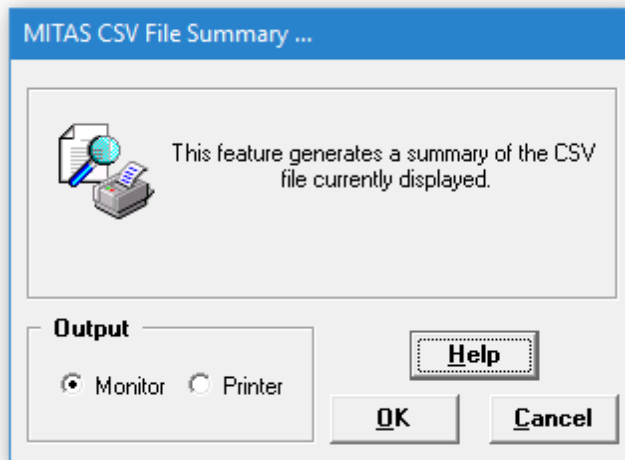 MITAS CSV File Summary ...
This feature generates a summary of the CSV
file currently displayed.
Output
Monitor Printer
Help
OK Cancel